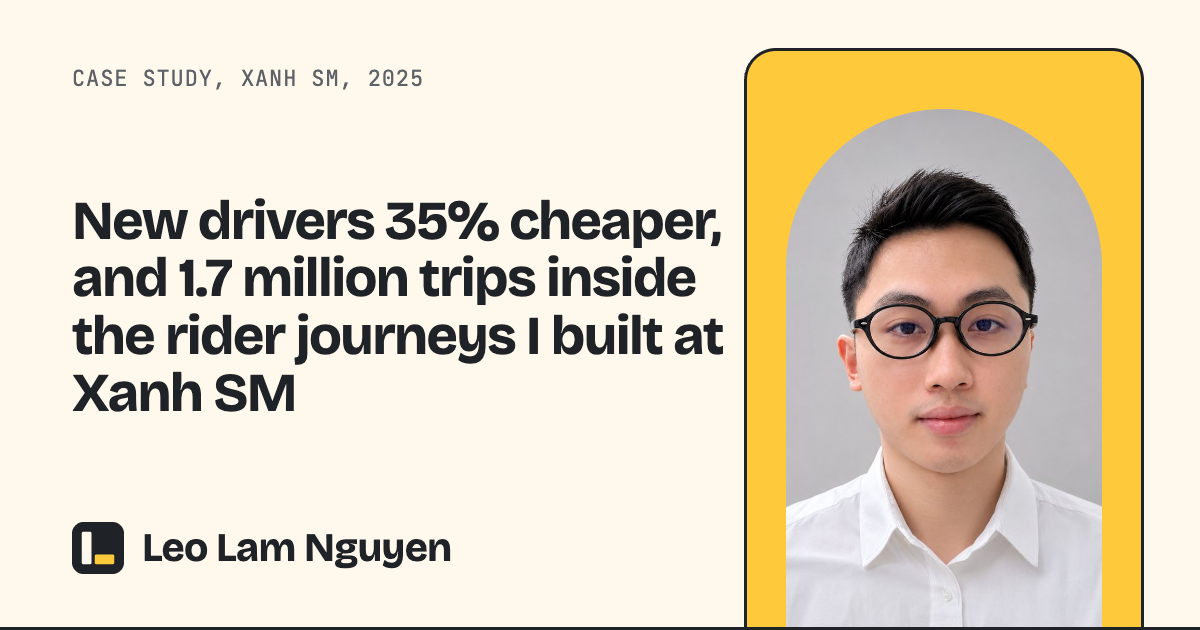 CASE STUDY, XANH SM, 2025
New drivers 35% cheaper,
and 1.7 million trips inside
the rider journeys I built at
Xanh SM
Leo Lam Nguyen